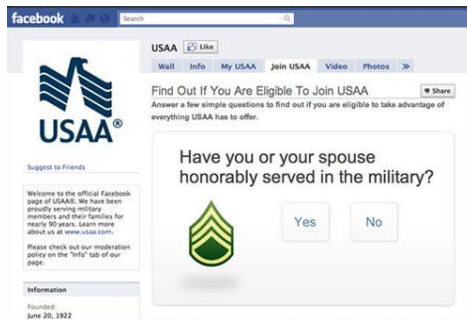 facebook
Search
USAA Like
Wall Info My USAA Join USAA Video Photos »
Find Out If You Are Eligible To Join USAA
Share
Answer a few simple questions to find out if you are eligible to take advantage of
everything USAA has to offer.
USAA®
Have you or your spouse
honorably served in the military?
Yes No
Suggest to Friends
Welcome to the official Facebook
page of USAA®. We have been
proudly serving military
members and their families for
nearly 90 years. Learn more
about us at www.usaa.com.
Please check out our moderation
policy on the "Info" tab of our
page.
Information
Founded:
June 20, 1922